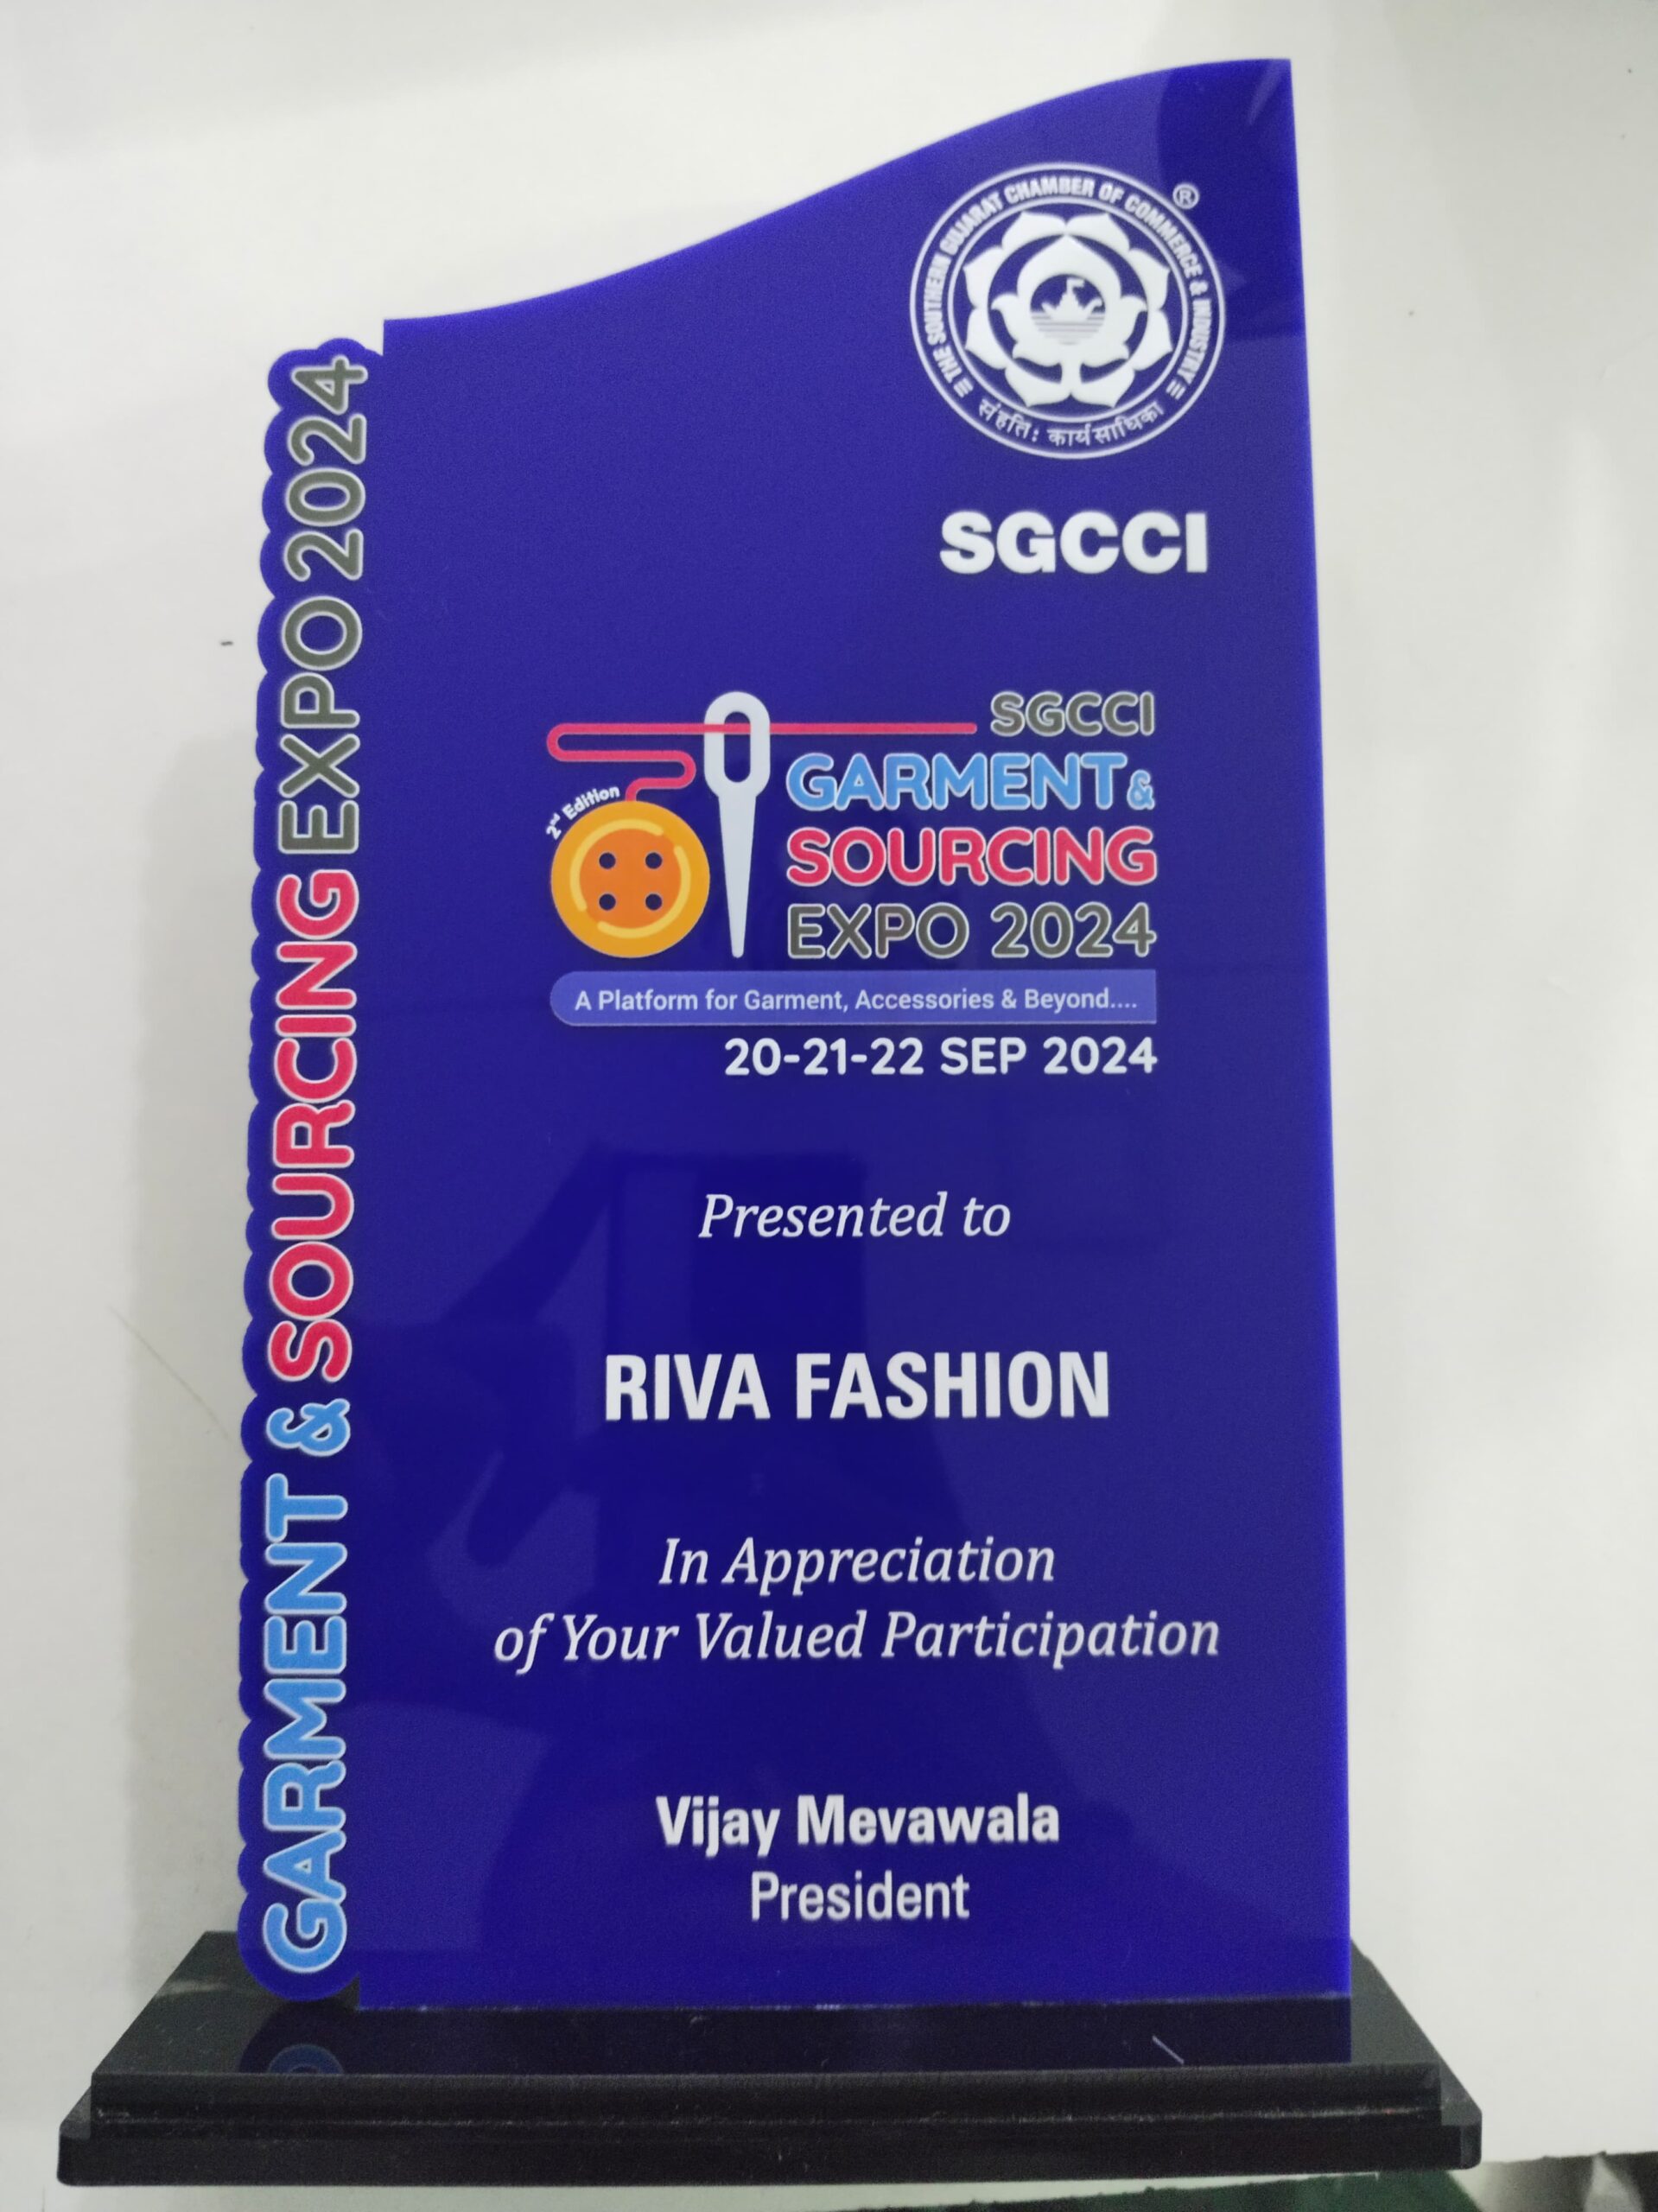 THE SOUTHERN GUJARAT CHAMBER OF COMMERCE & INDUSTRY
®
संहति: कार्यसाधिका
SGCCI
GARMENT & SOURCING EXPO 2024
SGCCI
GARMENT &
SOURCING
EXPO 2024
2nd Edition
A Platform for Garment, Accessories & Beyond....
20-21-22 SEP 2024
Presented to
RIVA FASHION
In Appreciation
of Your Valued Participation
Vijay Mevawala
President